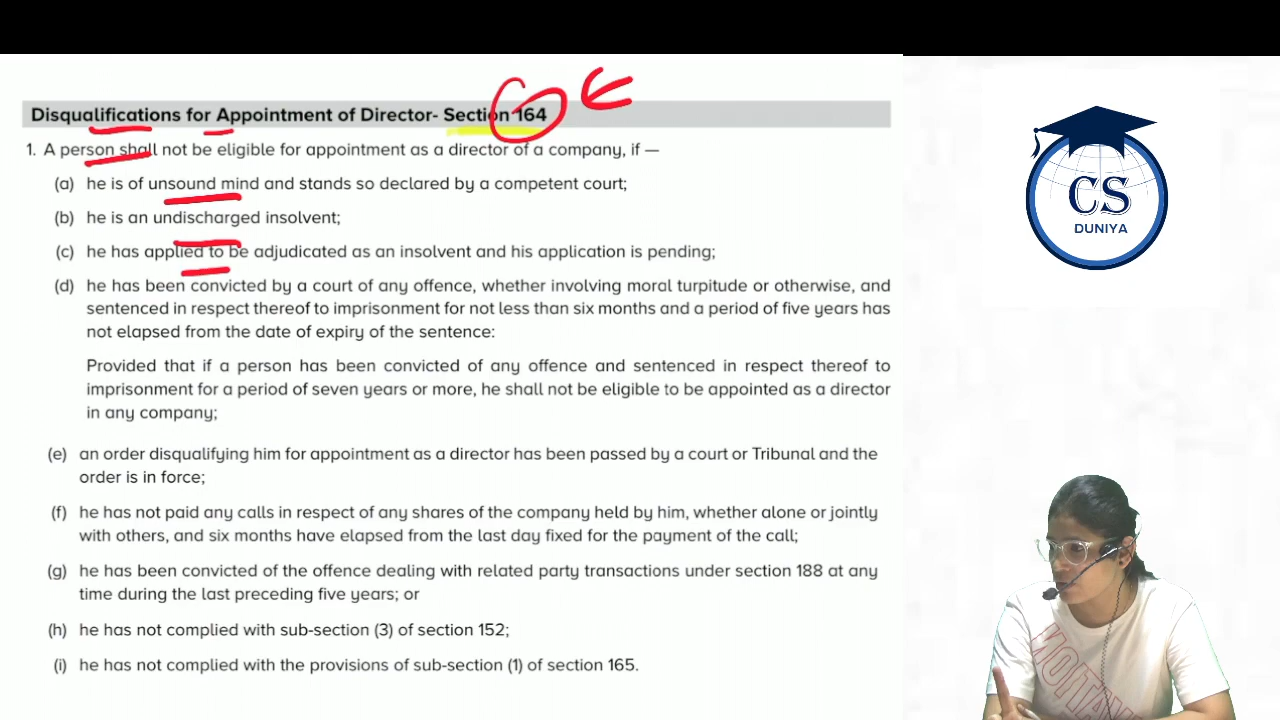 Disqualifications for Appointment of Director- Section 164
1. A person shall not be eligible for appointment as a director of a company, if —
(a) he is of unsound mind and stands so declared by a competent court;
(b) he is an undischarged insolvent;
(c) he has applied to be adjudicated as an insolvent and his application is pending;
(d) he has been convicted by a court of any offence, whether involving moral turpitude or otherwise, and
sentenced in respect thereof to imprisonment for not less than six months and a period of five years has
not elapsed from the date of expiry of the sentence:
Provided that if a person has been convicted of any offence and sentenced in respect thereof to
imprisonment for a period of seven years or more, he shall not be eligible to be appointed as a director
in any company;
(e) an order disqualifying him for appointment as a director has been passed by a court or Tribunal and the
order is in force;
(f) he has not paid any calls in respect of any shares of the company held by him, whether alone or jointly
with others, and six months have elapsed from the last day fixed for the payment of the call;
(g) he has been convicted of the offence dealing with related party transactions under section 188 at any
time during the last preceding five years; or
(h) he has not complied with sub-section (3) of section 152;
(i) he has not complied with the provisions of sub-section (1) of section 165.
CS
DUNIYA